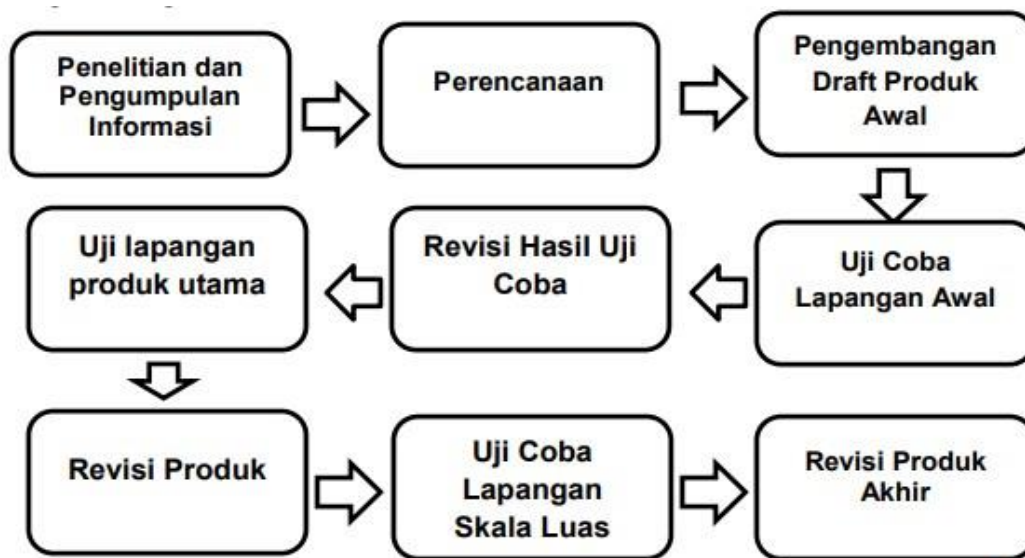 Penelitian dan
Pengumpulan
Informasi
Perencanaan
Pengembangan
Draft Produk
Awal
Uji Coba
Lapangan Awal
Revisi Hasil Uji
Coba
Uji lapangan
produk utama
Revisi Produk
Uji Coba
Lapangan
Skala Luas
Revisi Produk
Akhir